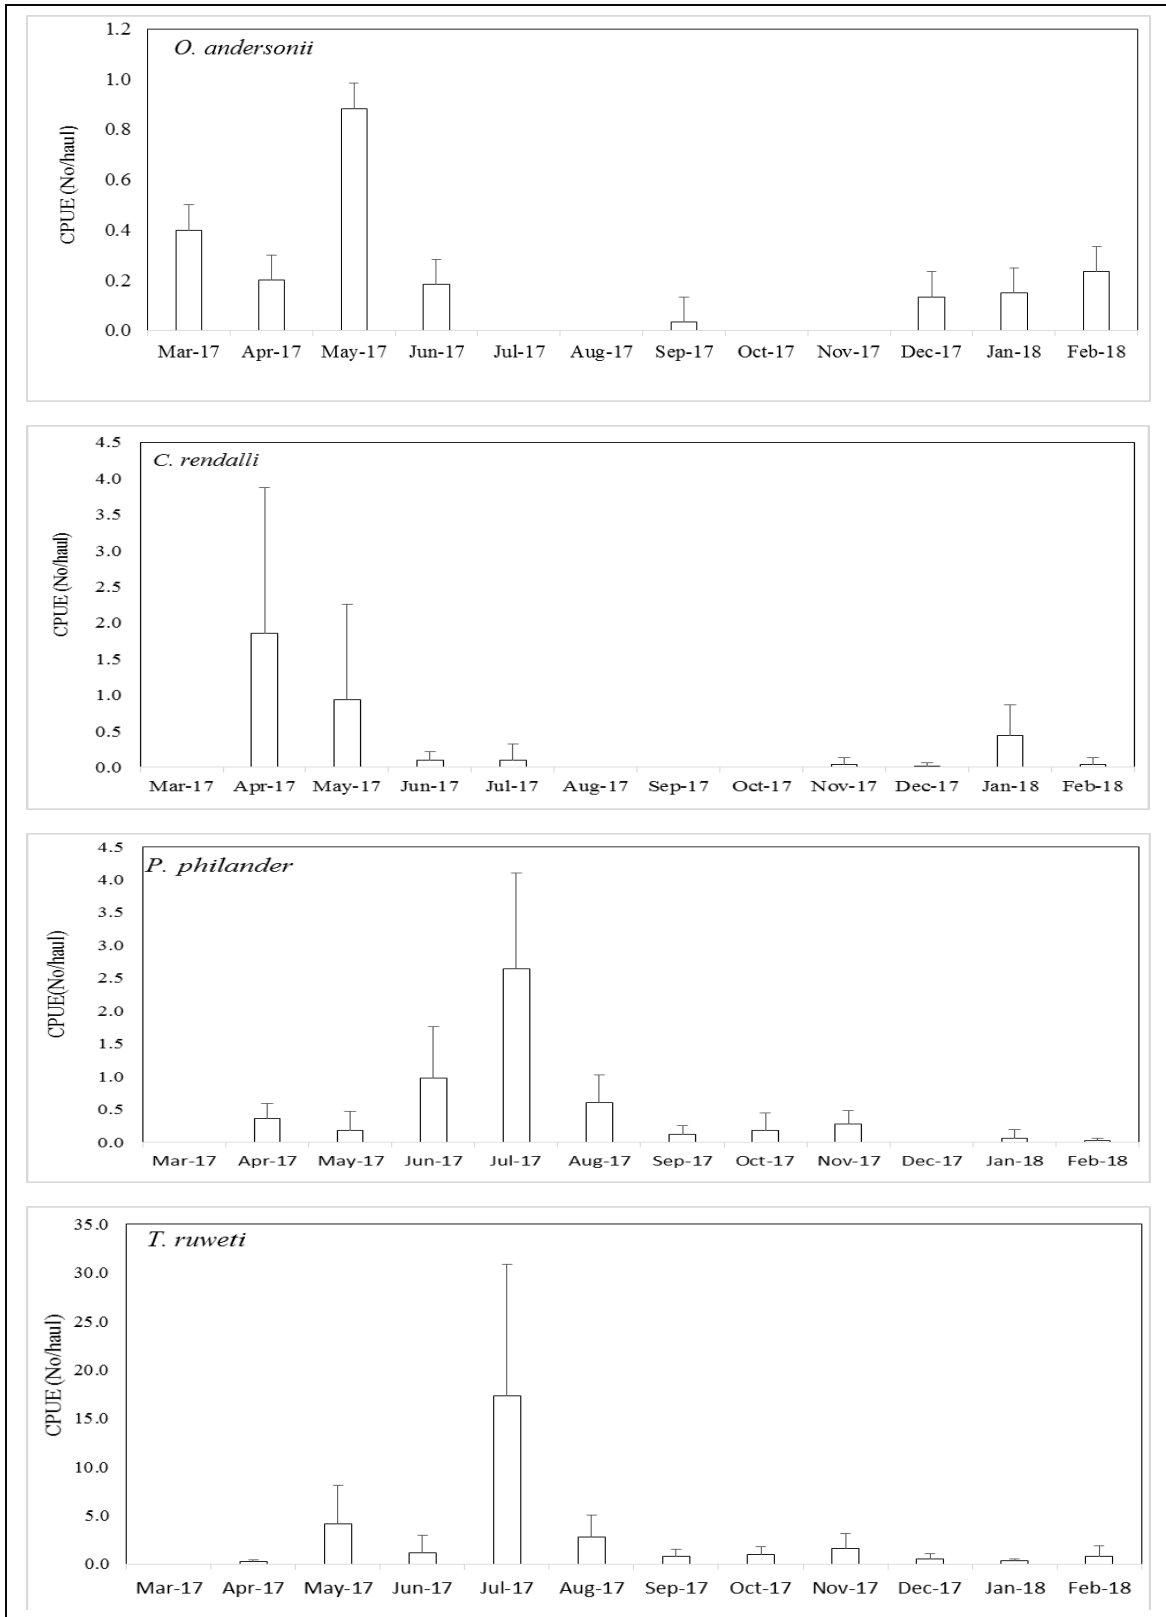 O. andersonii
CPUE (No/haul)
1.2
1.0
0.8
0.6
0.4
0.2
0.0
Mar-17 Apr-17 May-17 Jun-17 Jul-17 Aug-17 Sep-17 Oct-17 Nov-17 Dec-17 Jan-18 Feb-18
C. rendalli
CPUE (No/haul)
4.5
4.0
3.5
3.0
2.5
2.0
1.5
1.0
0.5
0.0
Mar-17 Apr-17 May-17 Jun-17 Jul-17 Aug-17 Sep-17 Oct-17 Nov-17 Dec-17 Jan-18 Feb-18
P. philander
CPUE(No/haul)
4.5
4.0
3.5
3.0
2.5
2.0
1.5
1.0
0.5
0.0
Mar-17 Apr-17 May-17 Jun-17 Jul-17 Aug-17 Sep-17 Oct-17 Nov-17 Dec-17 Jan-18 Feb-18
T. ruweti
CPUE (No/haul)
35.0
30.0
25.0
20.0
15.0
10.0
5.0
0.0
Mar-17 Apr-17 May-17 Jun-17 Jul-17 Aug-17 Sep-17 Oct-17 Nov-17 Dec-17 Jan-18 Feb-18